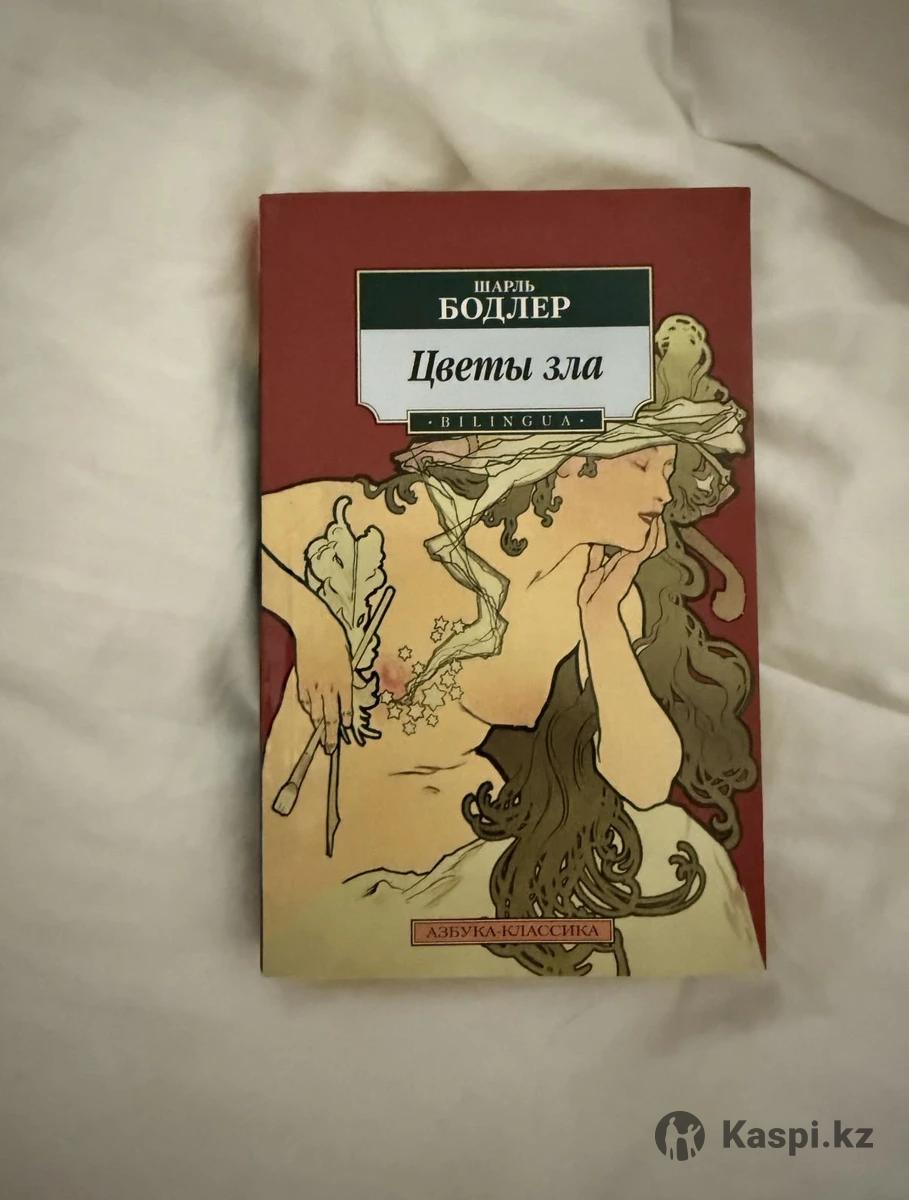 ШАРЛЬ
БОДЛЕР
Цветы зла
· BILINGUA ·
АЗБУКА-КЛАССИКА
Kaspi.kz